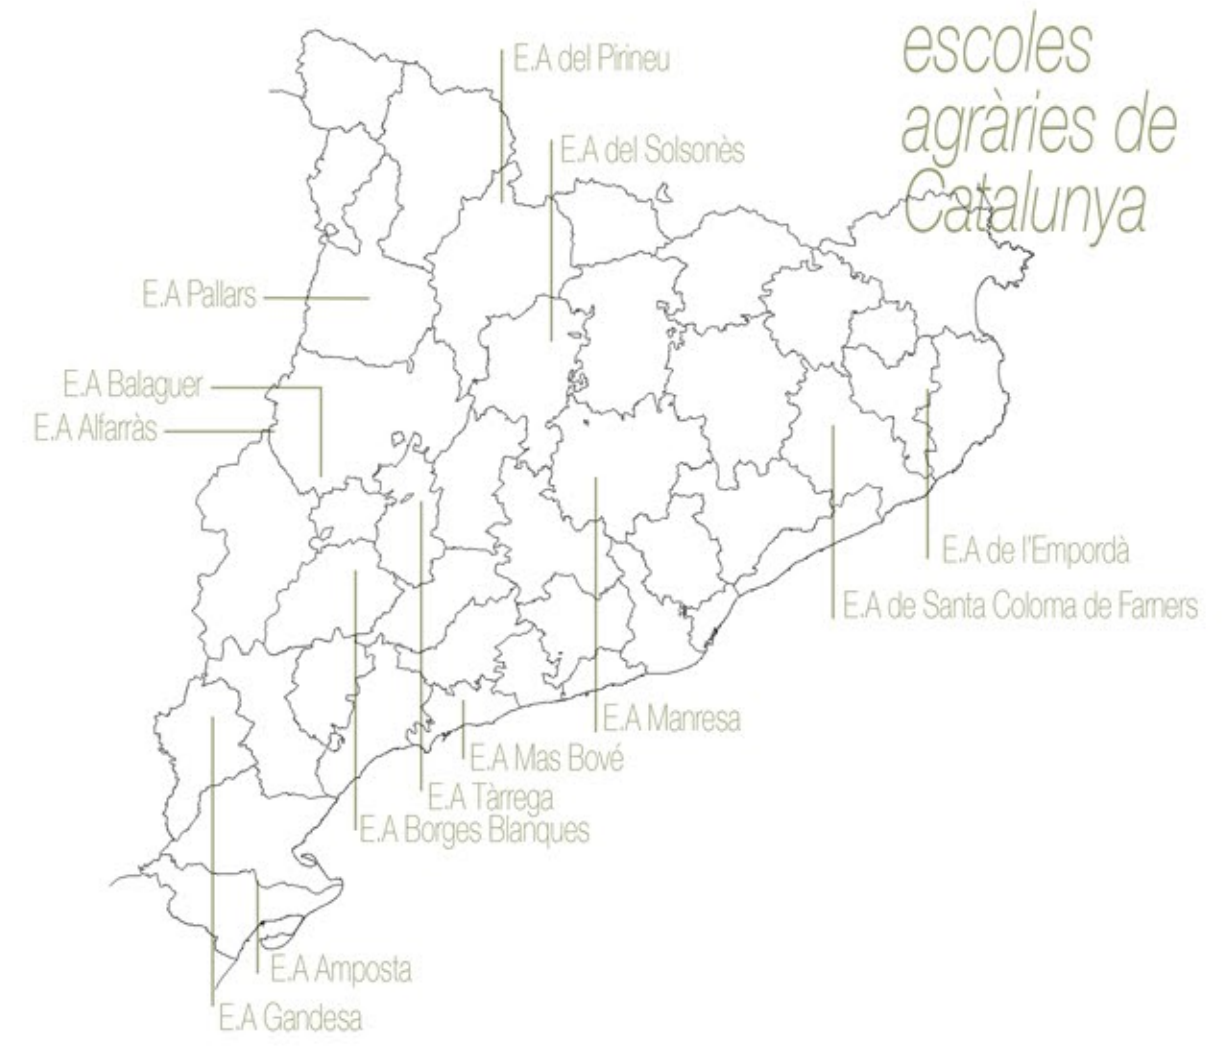 escoles
agràries de
Catalunya
E.A del Pirineu
E.A del Solsonès
E.A Pallars
E.A Balaguer
E.A Alfarràs
E.A de l'Empordà
E.A de Santa Coloma de Farners
E.A Manresa
E.A Mas Bové
E.A Tàrrega
E.A Borges Blanques
E.A Amposta
E.A Gandesa